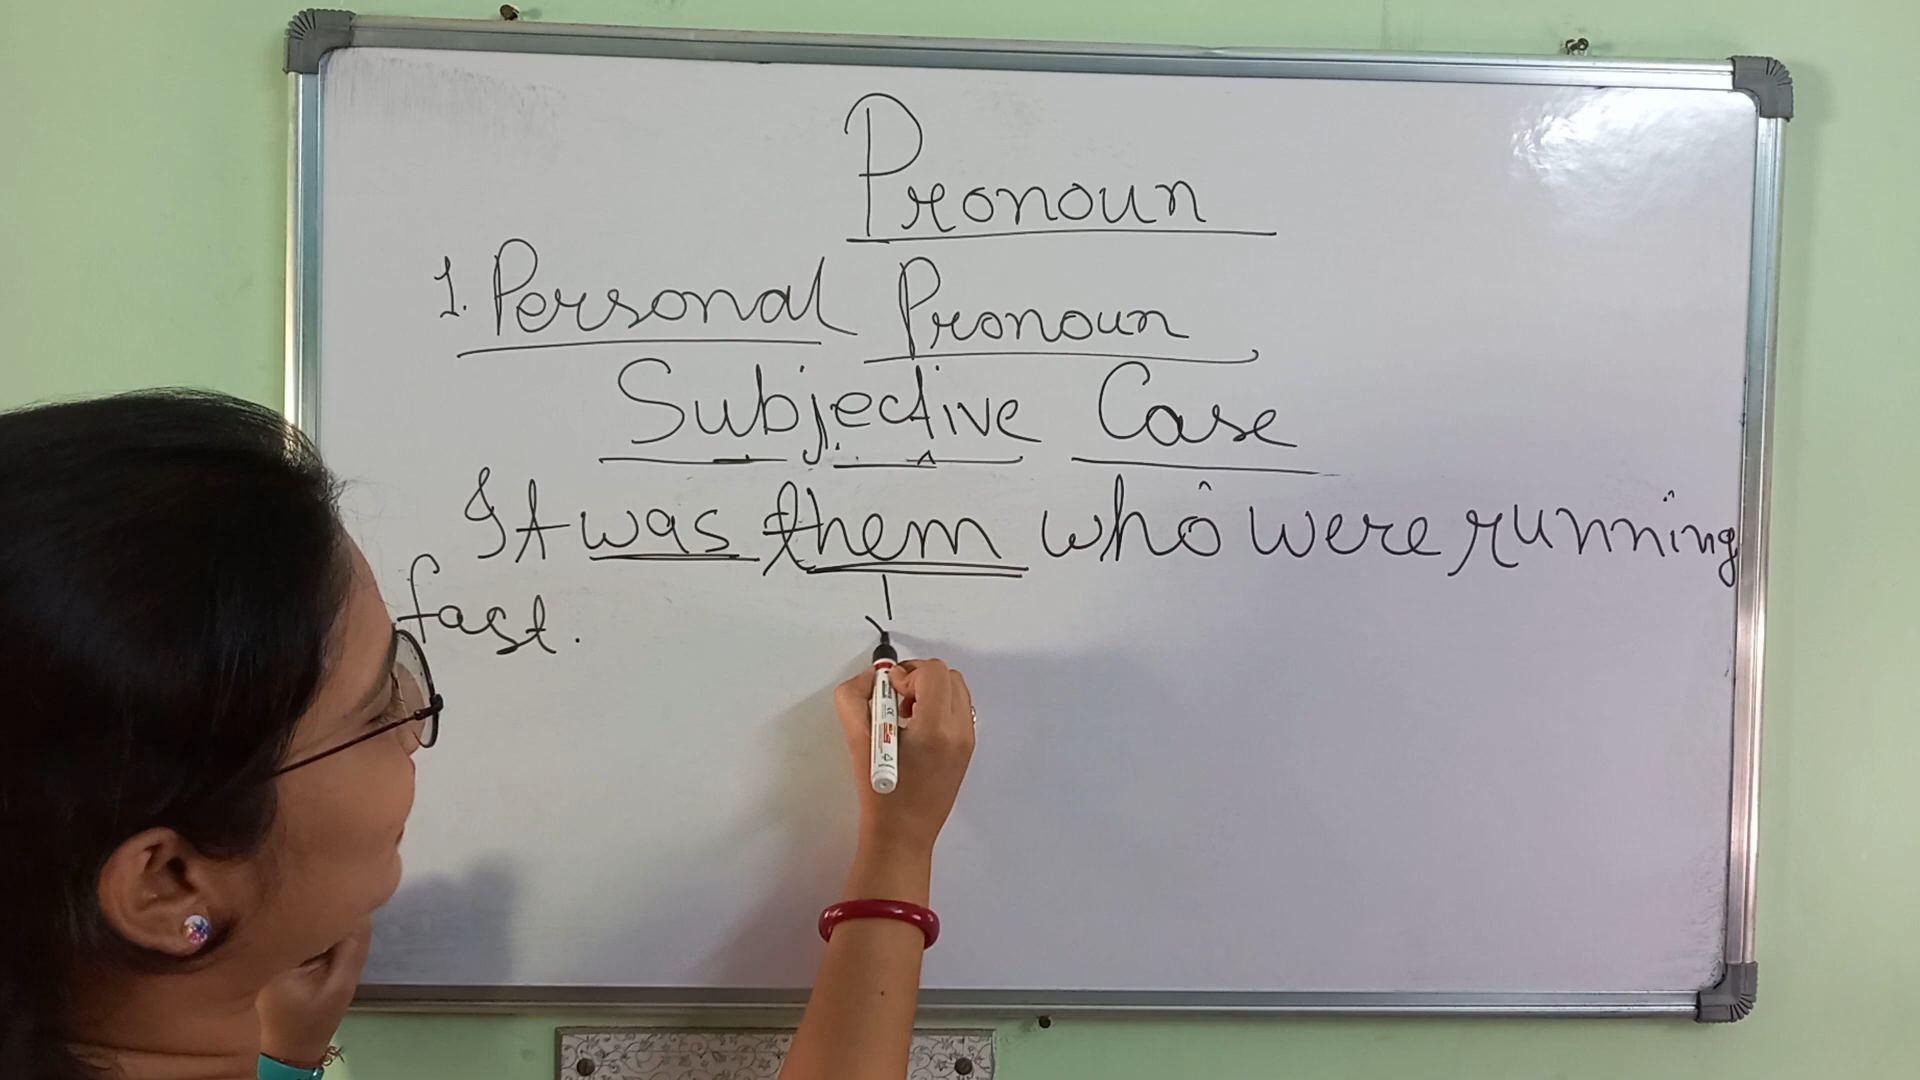 Pronoun
1. Personal Pronoun
Subjective Case
It was them who were running
fast.